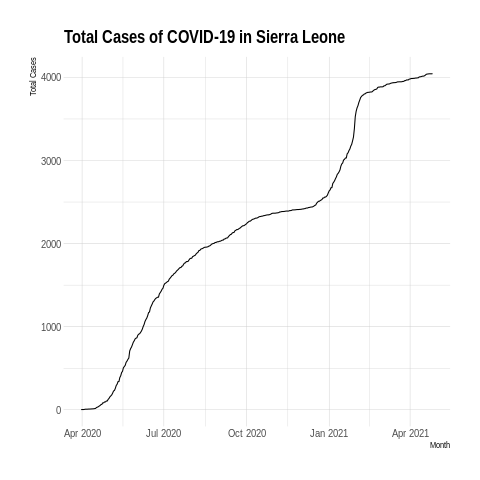 Total Cases of COVID-19 in Sierra Leone
Total Cases
4000
3000
2000
1000
0
Apr 2020 Jul 2020 Oct 2020 Jan 2021 Apr 2021
Month